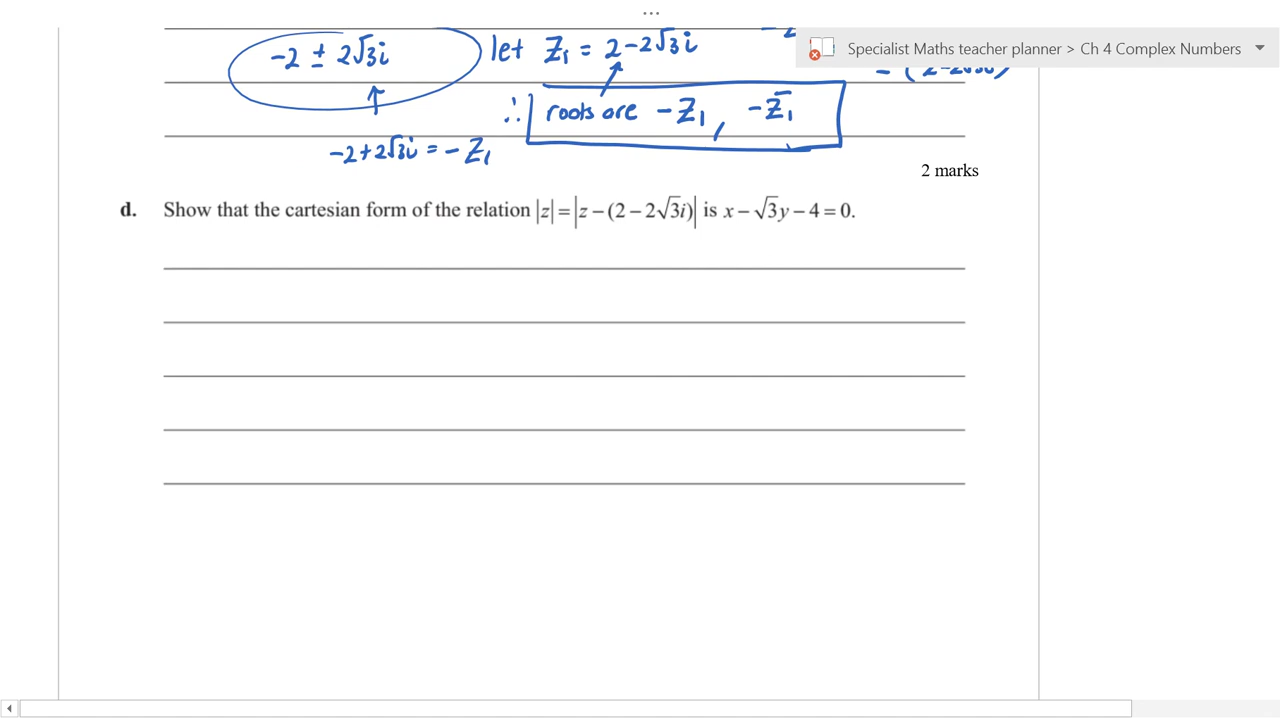 ...
Specialist Maths teacher planner > Ch 4 Complex Numbers
-2 ± 2√3i let Z₁ = 2-2√3i
∴ roots are -Z₁, -Z̄₁
-2+2√3i = -Z₁
2 marks
d. Show that the cartesian form of the relation |z| = |z − (2 − 2√3i)| is x − √3y − 4 = 0.